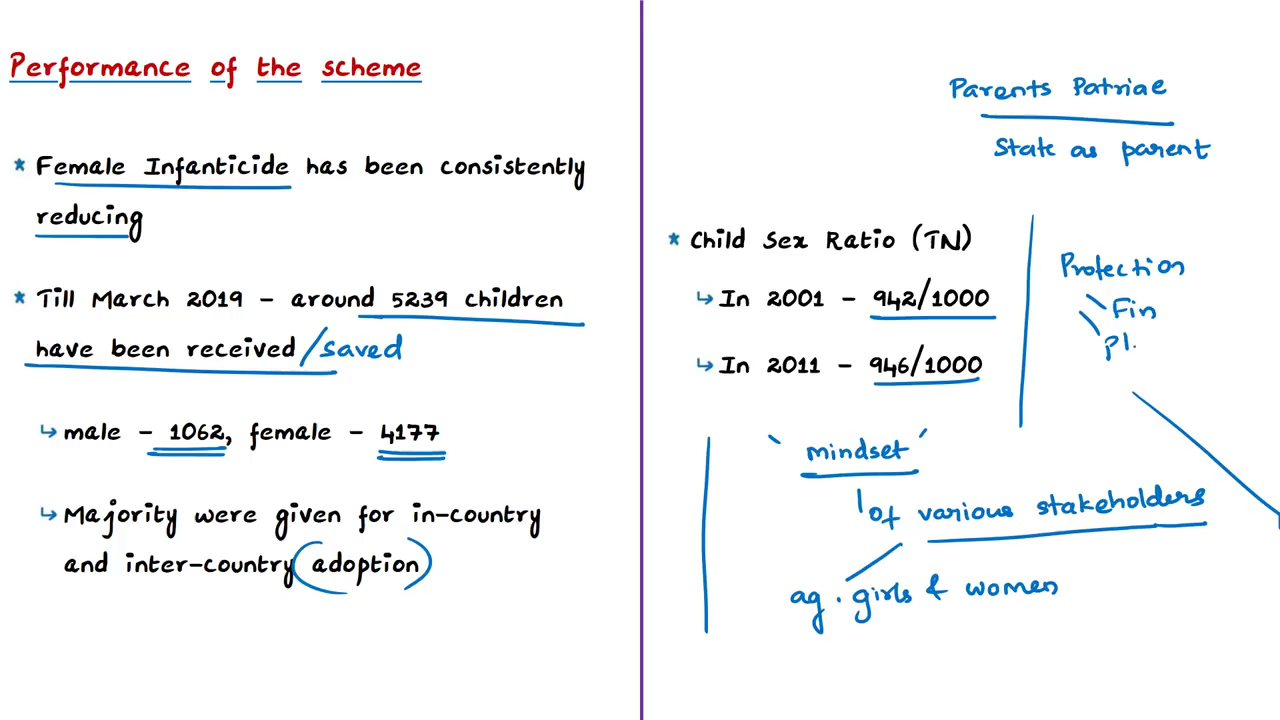 Performance of the scheme
* Female Infanticide has been consistently
reducing
* Till March 2019 - around 5239 children
have been received /saved
↳ male - 1062, female - 4177
↳ Majority were given for in-country
and inter-country (adoption)
Parents Patriae
State as parent
* Child Sex Ratio (TN)
↳ In 2001 - 942/1000
↳ In 2011 - 946/1000
Protection
Fin
Pl.
'mindset'
of various stakeholders
ag. girls & women